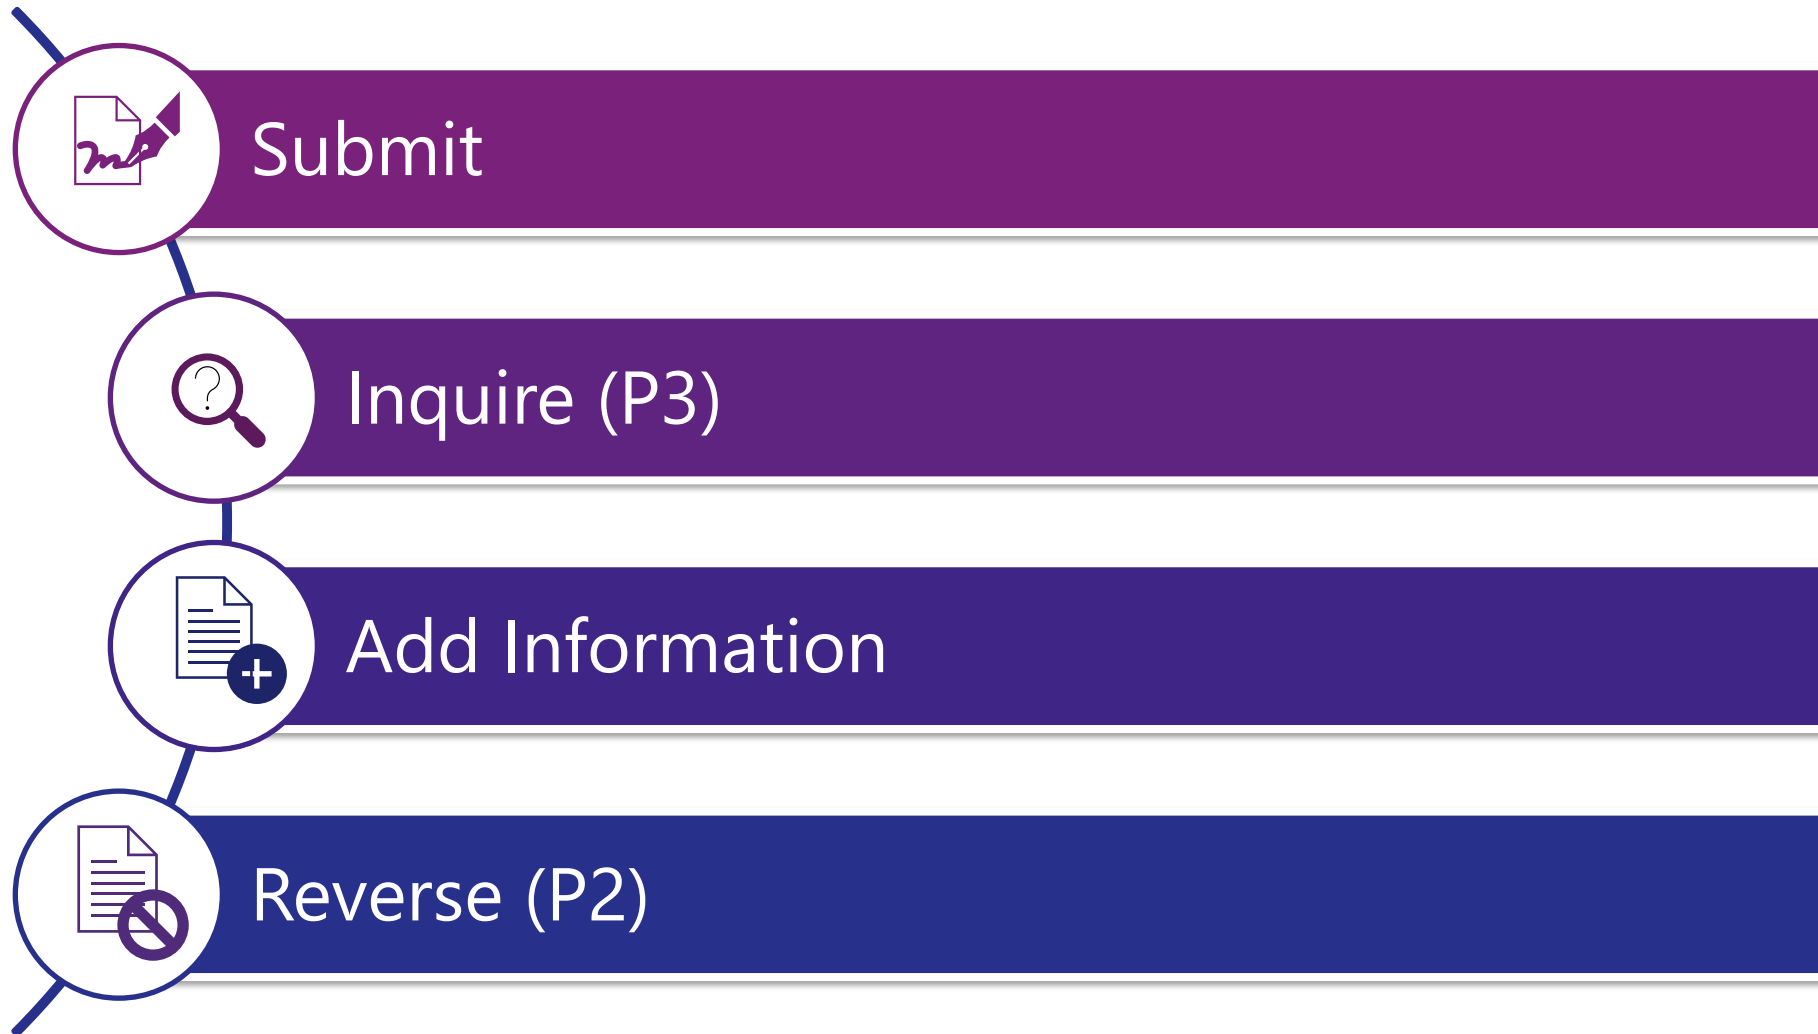 Submit
Inquire (P3)
Add Information
Reverse (P2)